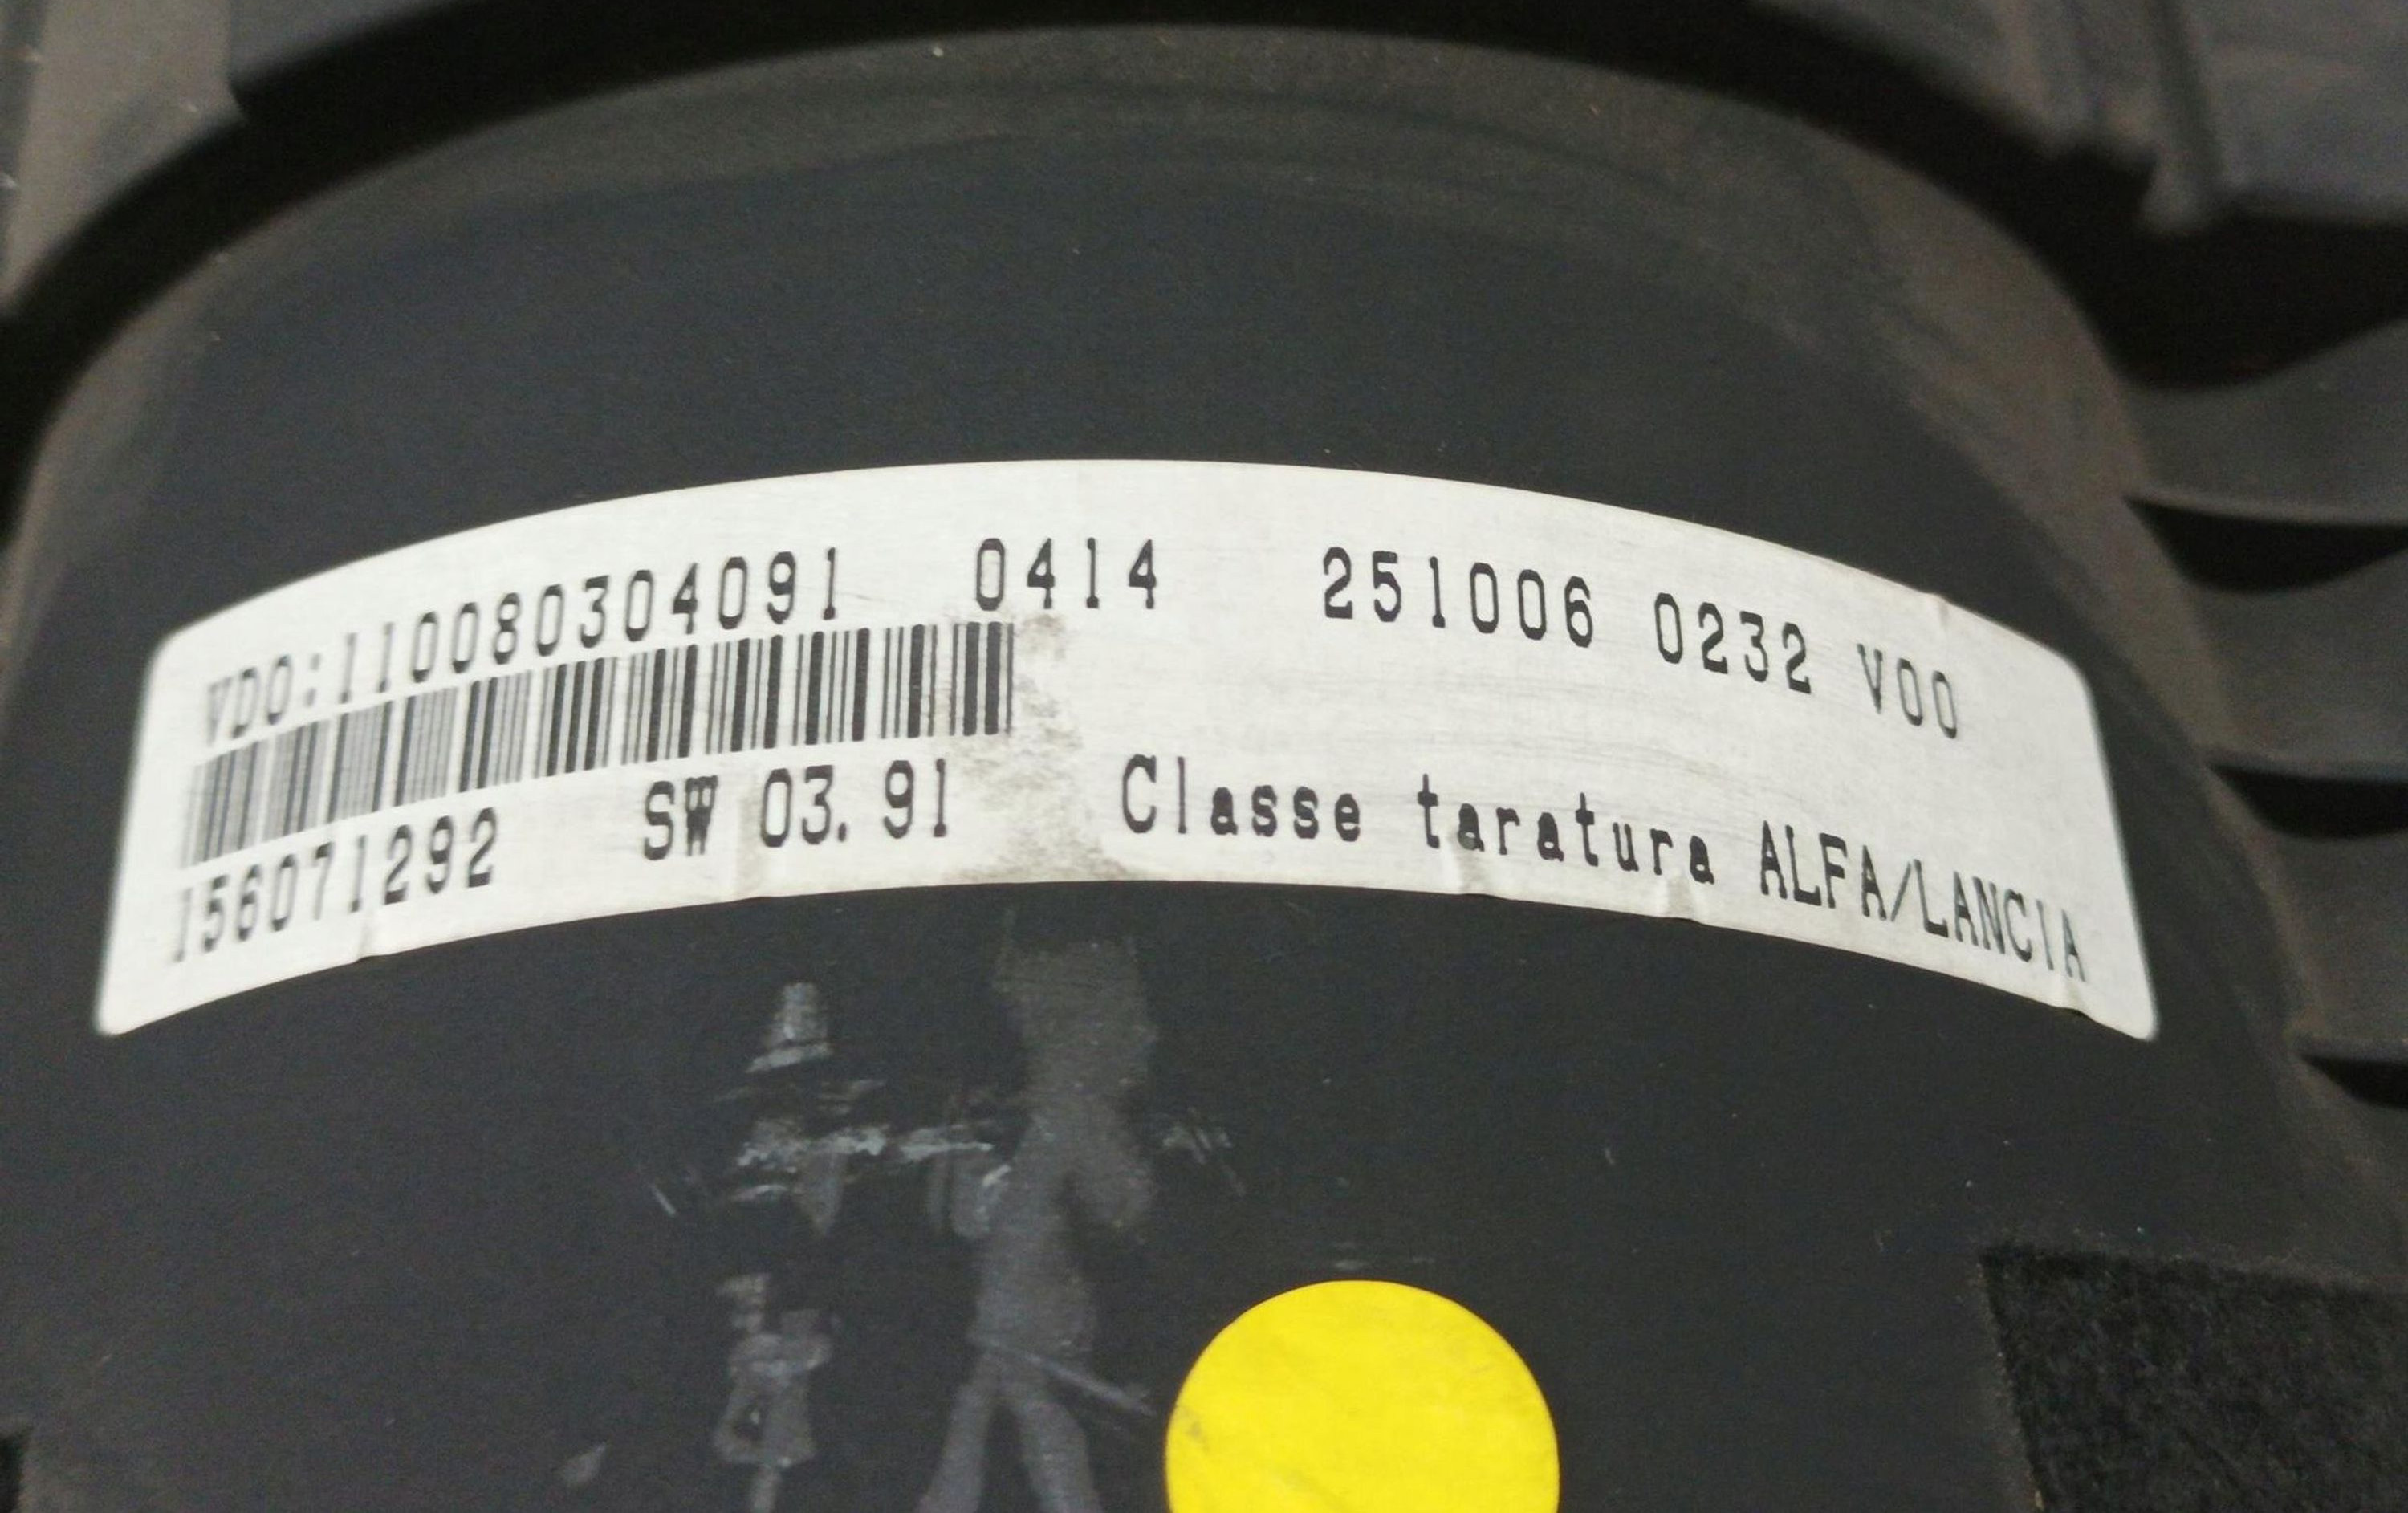 VDO:110080304091 0414 251006 0232 V00
156071292 SW 03.91 Classe taratura ALFA/LANCIA